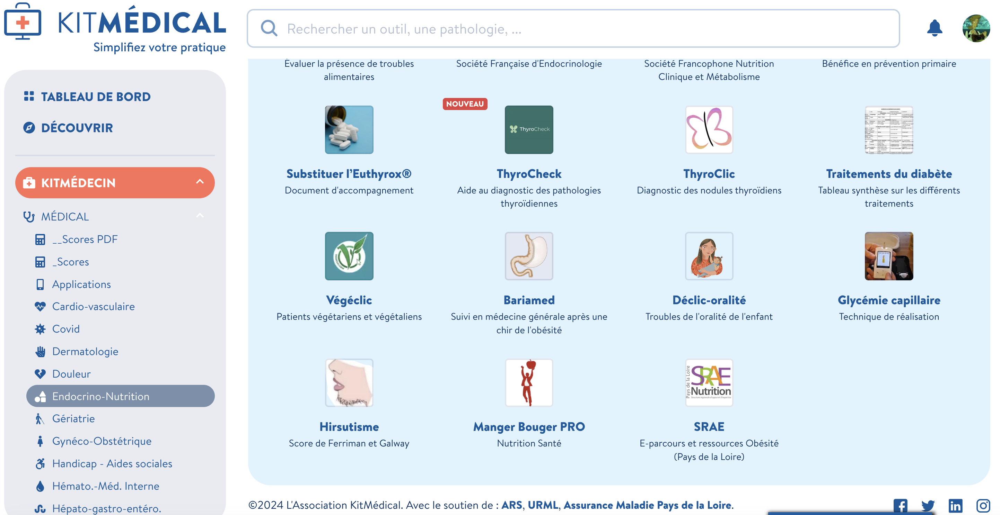 KITMÉDICAL
Simplifiez votre pratique
Rechercher un outil, une pathologie, ...
TABLEAU DE BORD
DÉCOUVRIR
KITMÉDECIN
MÉDICAL
__Scores PDF
_Scores
Applications
Cardio-vasculaire
Covid
Dermatologie
Douleur
Endocrino-Nutrition
Gériatrie
Gynéco-Obstétrique
Handicap - Aides sociales
Hémato.-Méd. Interne
Hépato-gastro-entéro.
Évaluer la présence de troubles
alimentaires
Société Française d'Endocrinologie
Société Francophone Nutrition
Clinique et Métabolisme
Bénéfice en prévention primaire
Substituer l’Euthyrox®
Document d'accompagnement
NOUVEAU
ThyroCheck
ThyroCheck
Aide au diagnostic des pathologies
thyroïdiennes
ThyroClic
Diagnostic des nodules thyroïdiens
Traitements du diabète
Tableau synthèse sur les différents
traitements
Végéclic
Patients végétariens et végétaliens
Bariamed
Suivi en médecine générale après une
chir de l'obésité
Déclic-oralité
Troubles de l'oralité de l'enfant
Glycémie capillaire
Technique de réalisation
Hirsutisme
Score de Ferriman et Galway
Manger Bouger PRO
Nutrition Santé
Pays de la Loire
SRAE
Nutrition
Structure régionale d'appui et d'expertise
SRAE
E-parcours et ressources Obésité
(Pays de la Loire)
©2024 L'Association KitMédical. Avec le soutien de : ARS, URML, Assurance Maladie Pays de la Loire.